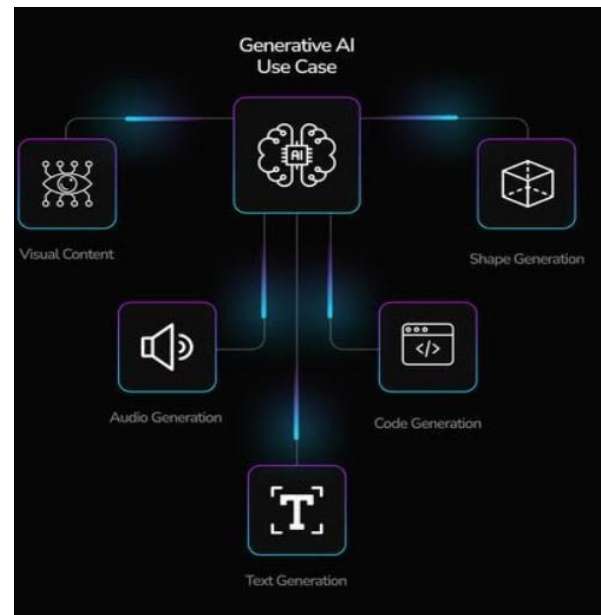 Generative AI
Use Case
AI
Visual Content
Shape Generation
Audio Generation
</>
Code Generation
T
Text Generation